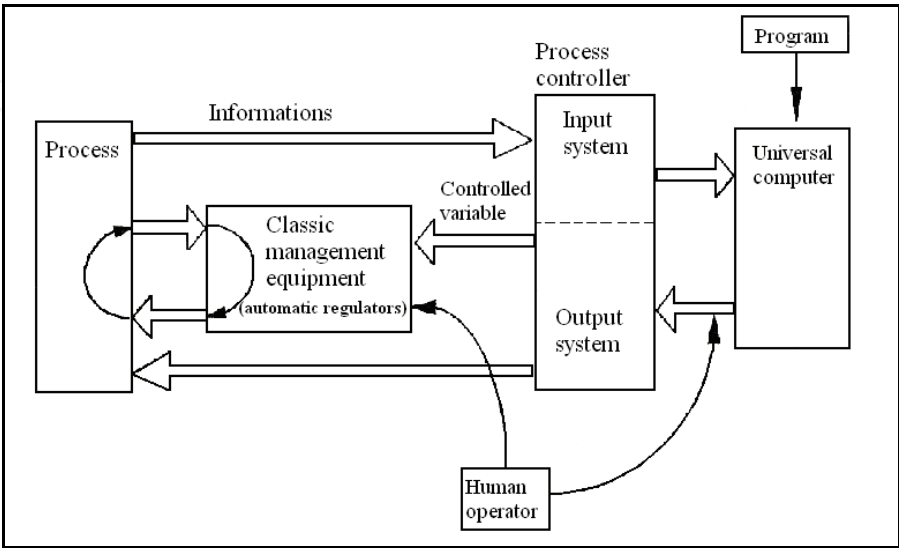 Program
Process
controller
Informations
Process
Input
system
Universal
computer
Controlled
variable
Classic
management
equipment
(automatic regulators)
Output
system
Human
operator